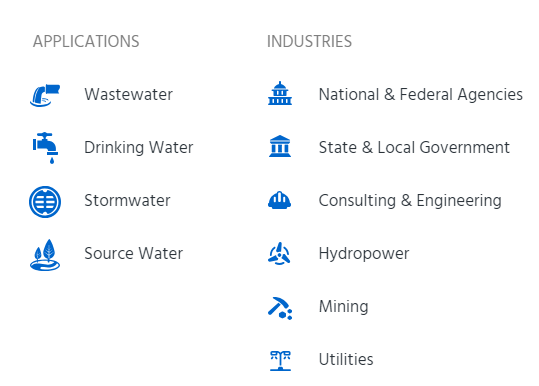 APPLICATIONS
Wastewater
Drinking Water
Stormwater
Source Water
INDUSTRIES
National & Federal Agencies
State & Local Government
Consulting & Engineering
Hydropower
Mining
Utilities